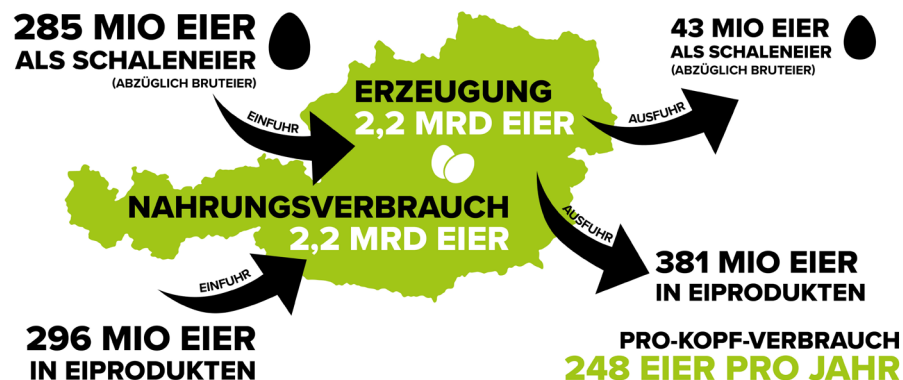 285 MIO EIER
ALS SCHALENEIER
(ABZÜGLICH BRUTEIER)
EINFUHR
43 MIO EIER
ALS SCHALENEIER
(ABZÜGLICH BRUTEIER)
AUSFUHR
ERZEUGUNG
2,2 MRD EIER
NAHRUNGSVERBRAUCH
2,2 MRD EIER
AUSFUHR
381 MIO EIER
IN EIPRODUKTEN
EINFUHR
296 MIO EIER
IN EIPRODUKTEN
PRO-KOPF-VERBRAUCH
248 EIER PRO JAHR